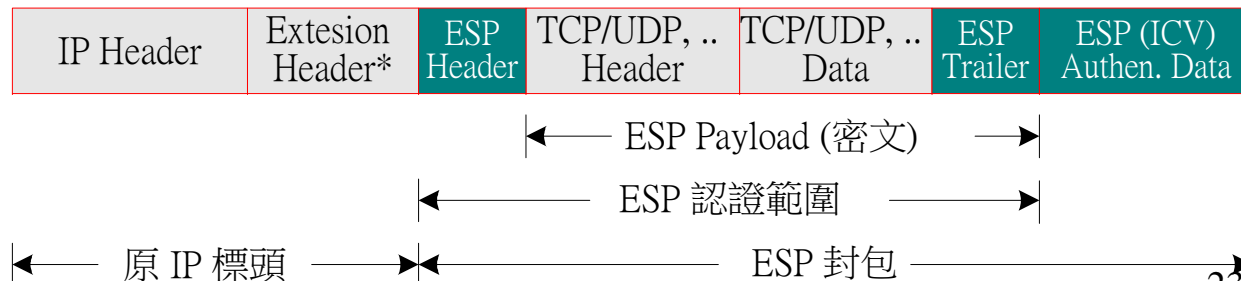 IP Header
Extesion
Header*
ESP
Header
TCP/UDP, ..
Header
TCP/UDP, ..
Data
ESP
Trailer
ESP (ICV)
Authen. Data
ESP Payload (密文)
ESP 認證範圍
原 IP 標頭
ESP 封包